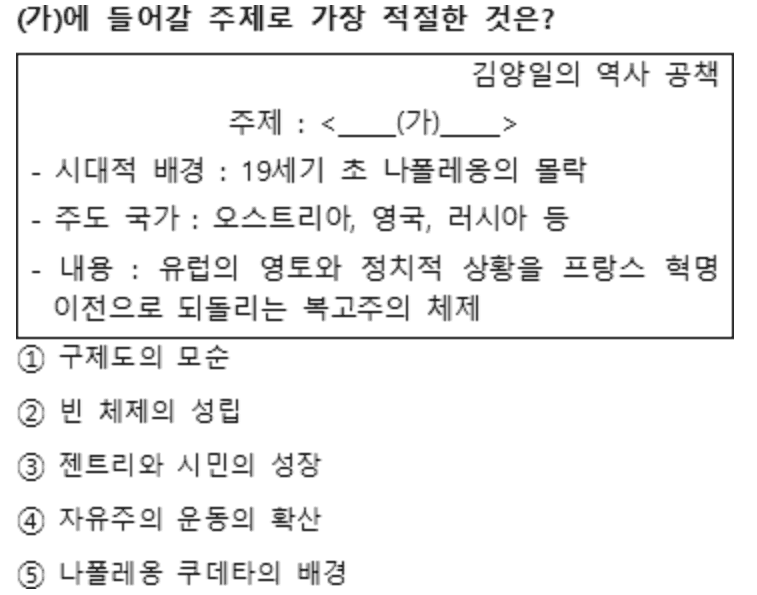 (가)에 들어갈 주제로 가장 적절한 것은?
김양일의 역사 공책
주제 : <____(가)____>
- 시대적 배경 : 19세기 초 나폴레옹의 몰락
- 주도 국가 : 오스트리아, 영국, 러시아 등
- 내용 : 유럽의 영토와 정치적 상황을 프랑스 혁명
이전으로 되돌리는 복고주의 체제
① 구제도의 모순
② 빈 체제의 성립
③ 젠트리와 시민의 성장
④ 자유주의 운동의 확산
⑤ 나폴레옹 쿠데타의 배경